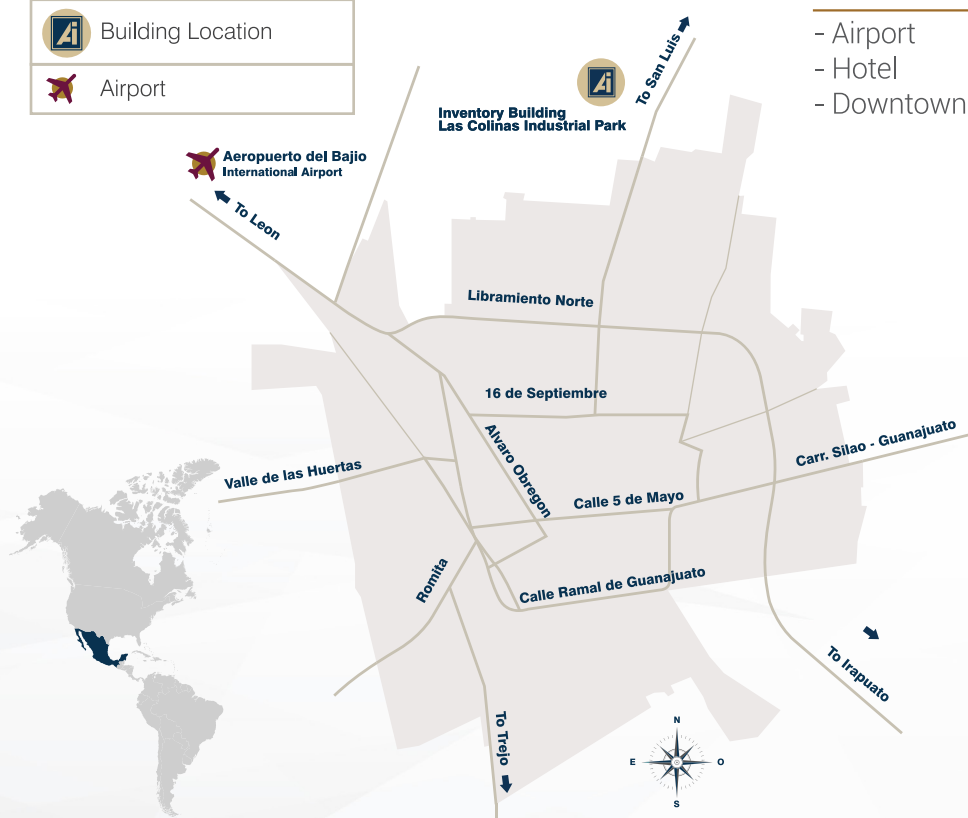 Ai Building Location
Airport
- Airport
- Hotel
- Downtown
To San Luis
Ai
Inventory Building
Las Colinas Industrial Park
Aeropuerto del Bajio
International Airport
To Leon
Libramiento Norte
16 de Septiembre
Alvaro Obregon
Carr. Silao - Guanajuato
Valle de las Huertas
Calle 5 de Mayo
Romita
Calle Ramal de Guanajuato
To Irapuato
To Trejo
N
E O
S